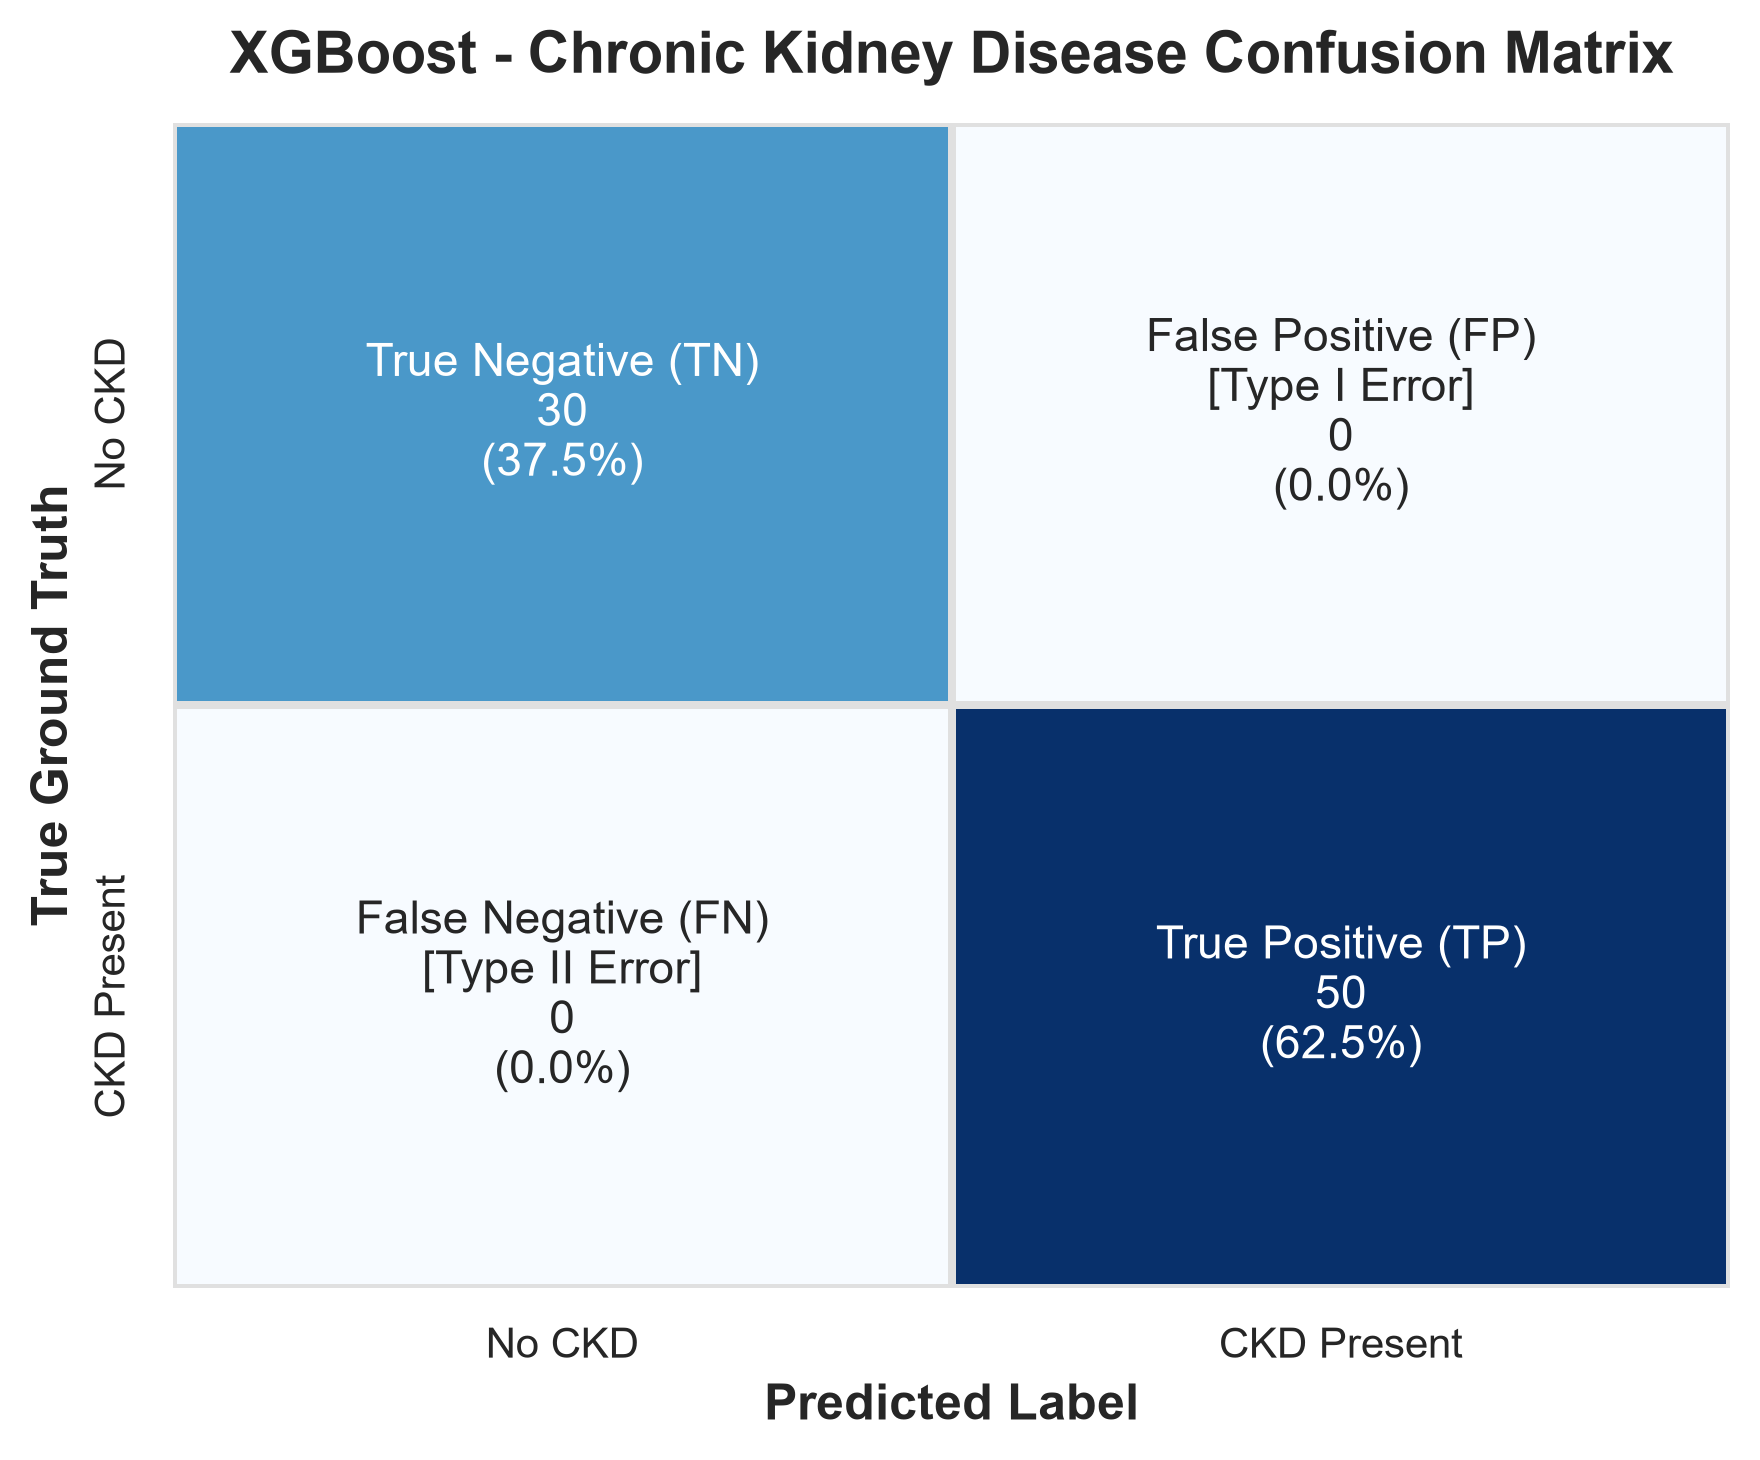 XGBoost - Chronic Kidney Disease Confusion Matrix
True Ground Truth
No CKD
True Negative (TN)
30
(37.5%)
False Positive (FP)
[Type I Error]
0
(0.0%)
CKD Present
False Negative (FN)
[Type II Error]
0
(0.0%)
True Positive (TP)
50
(62.5%)
No CKD
CKD Present
Predicted Label